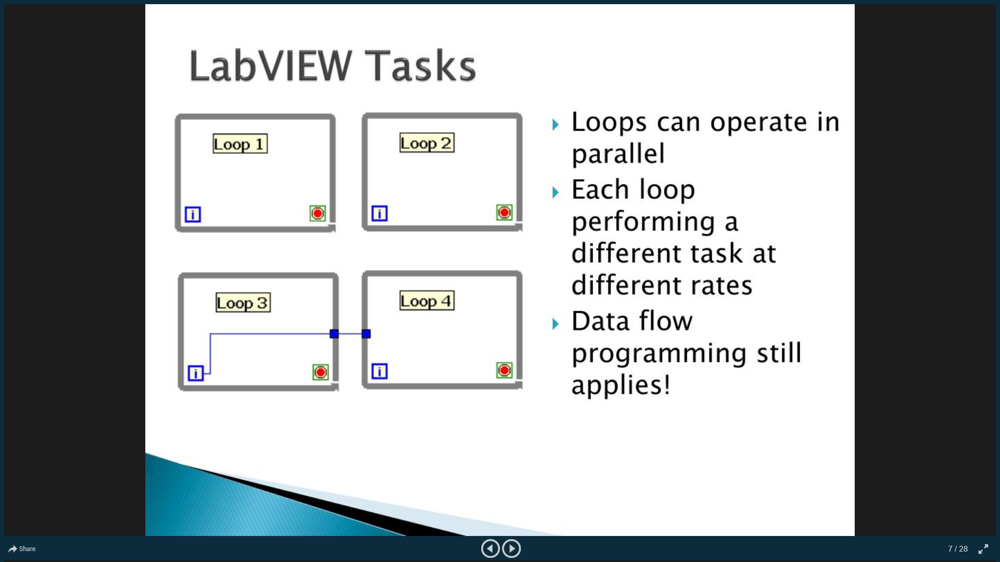 LabVIEW Tasks
Loop 1
Loop 2
i
i
Loop 3
Loop 4
i
i
Loops can operate in
parallel
Each loop
performing a
different task at
different rates
Data flow
programming still
applies!
Share
7 / 28